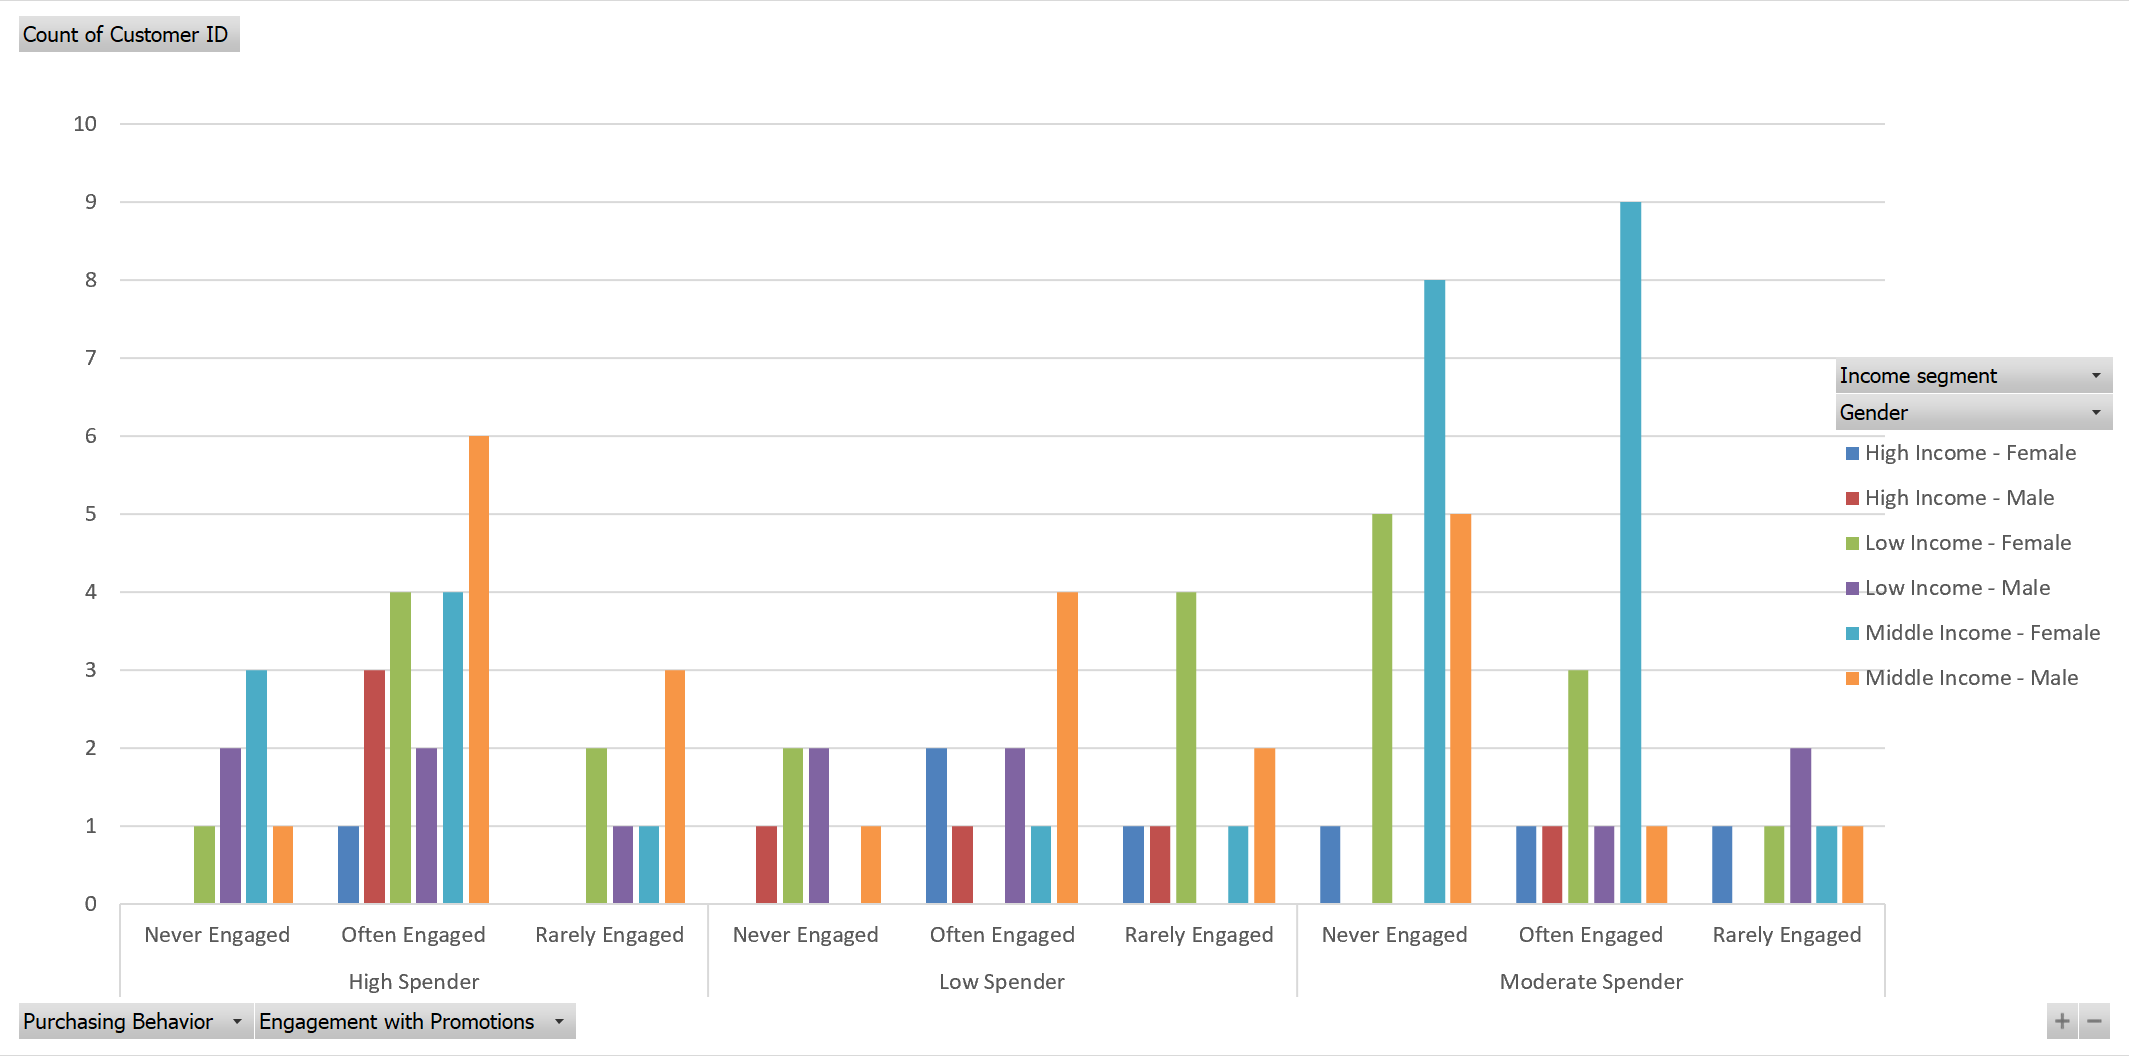 Count of Customer ID
10
9
8
7
6
5
4
3
2
1
0
Never Engaged Often Engaged Rarely Engaged Never Engaged Often Engaged Rarely Engaged Never Engaged Often Engaged Rarely Engaged
High Spender Low Spender Moderate Spender
Income segment
Gender
High Income - Female
High Income - Male
Low Income - Female
Low Income - Male
Middle Income - Female
Middle Income - Male
Purchasing Behavior Engagement with Promotions
+ −